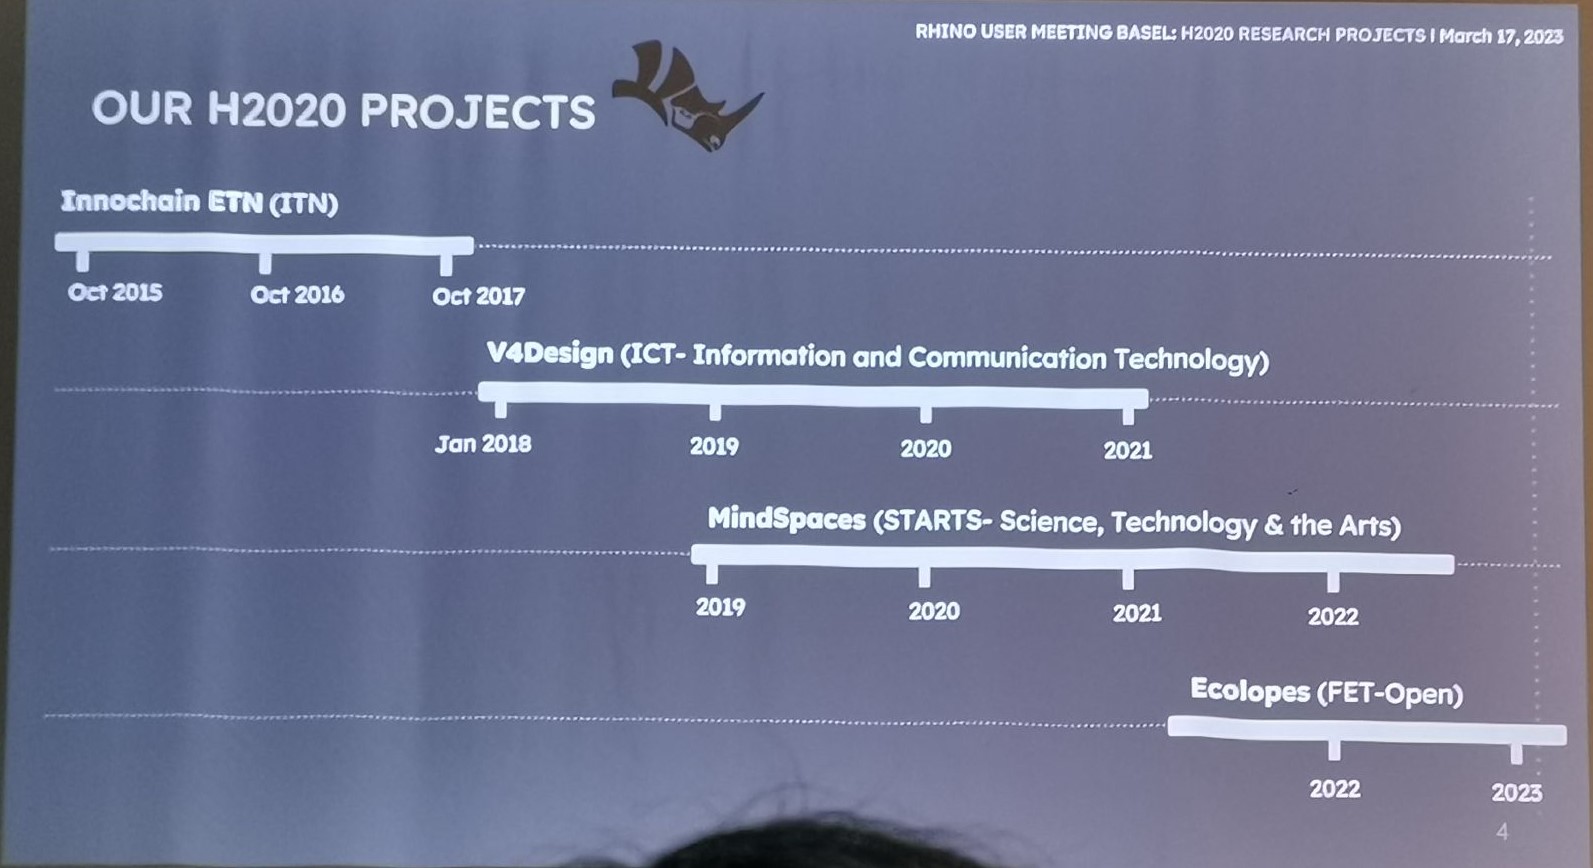 RHINO USER MEETING BASEL: H2020 RESEARCH PROJECTS | March 17, 2023
OUR H2020 PROJECTS
Innochain ETN (ITN)
Oct 2015 Oct 2016 Oct 2017
V4Design (ICT- Information and Communication Technology)
Jan 2018 2019 2020 2021
MindSpaces (STARTS- Science, Technology & the Arts)
2019 2020 2021 2022
Ecolopes (FET-Open)
2022 2023
4